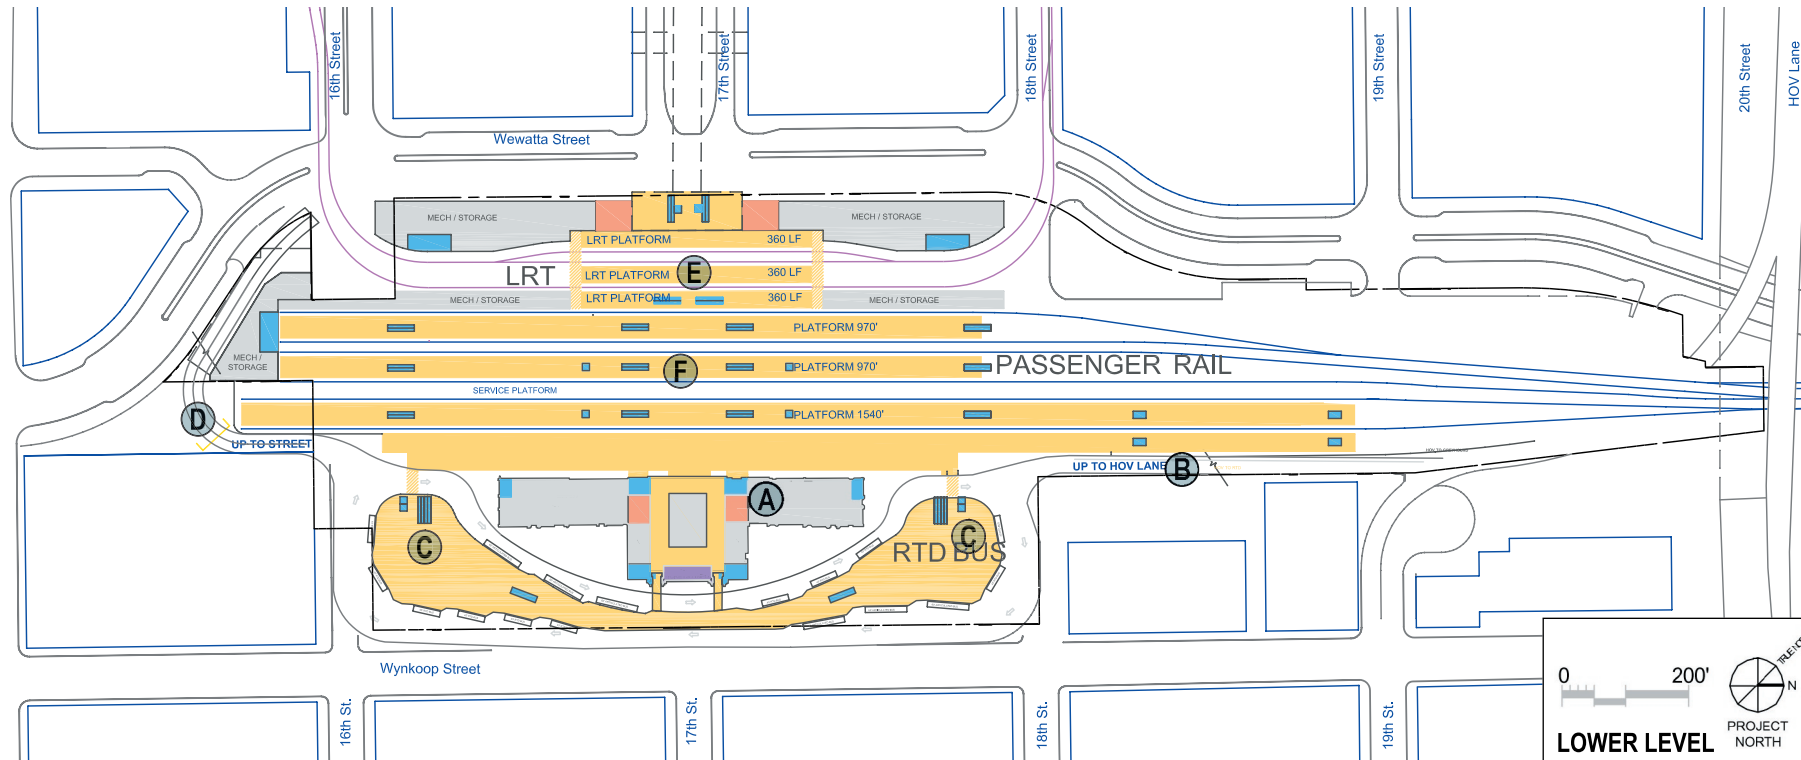 16th Street
17th Street
18th Street
19th Street
20th Street
HOV Lane
Wewatta Street
MECH / STORAGE
MECH / STORAGE
LRT PLATFORM 360 LF
LRT
LRT PLATFORM E 360 LF
MECH / STORAGE
LRT PLATFORM 360 LF
MECH / STORAGE
PLATFORM 970'
MECH /
STORAGE
F
PLATFORM 970'
PASSENGER RAIL
SERVICE PLATFORM
D
PLATFORM 1540'
UP TO STREET
UP TO HOV LANE
B
A
C
C
RTD BUS
Wynkoop Street
16th St.
17th St.
18th St.
19th St.
0 200'
N
PROJECT
NORTH
LOWER LEVEL